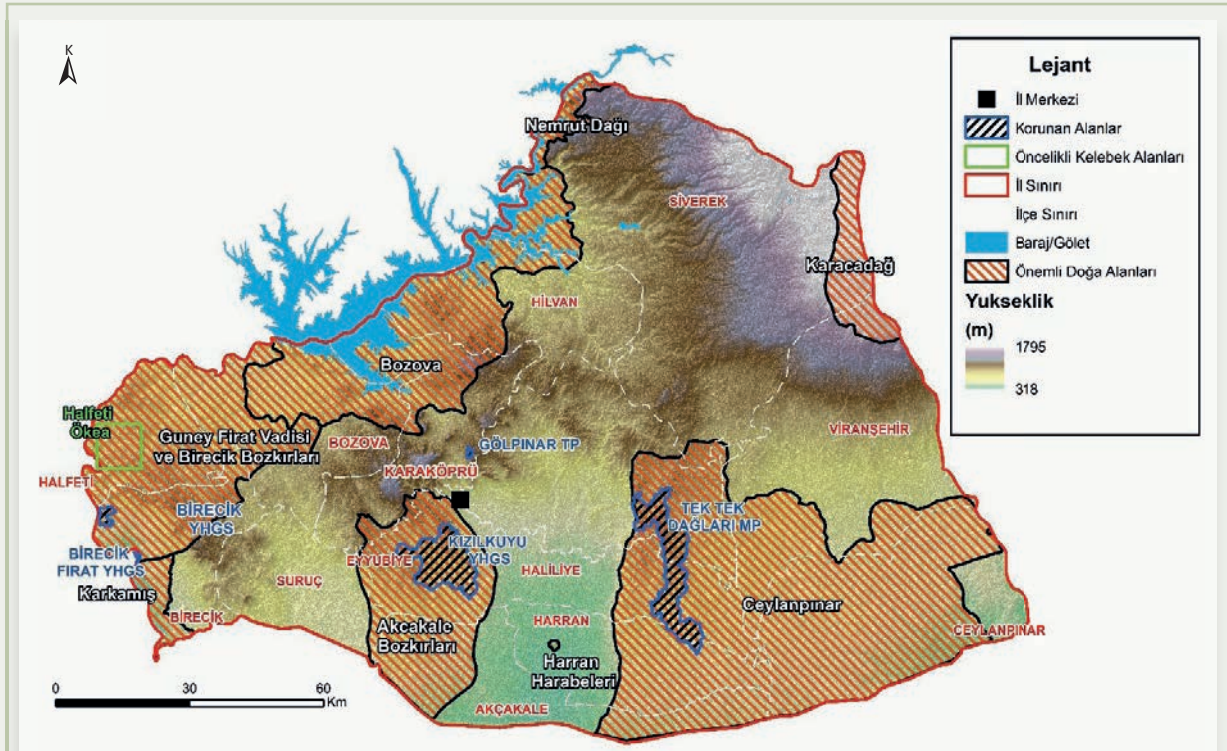 K
Nemrut Dağı
SİVEREK
Karacadağ
HİLVAN
Bozova
Halfeti
Ökea
Guney Firat Vadisi
ve Birecik Bozkırları
BOZOVA
GÖLPINAR TP
VİRANŞEHİR
KARAKÖPRÜ
HALFETİ
BİRECİK
YHGS
TEK TEK
DAĞLARI MP
BİRECİK
FIRAT YHGS
KIZILKUYU
YHGS
EYYUBİYE
HALİLİYE
Karkamış
SURUÇ
Ceylanpınar
BİRECİK
Akçakale
Bozkırları
HARRAN
CEYLANPINAR
Harran
Harabeleri
AKÇAKALE
0 30 60
Km
Lejant
İl Merkezi
Korunan Alanlar
Öncelikli Kelebek Alanları
İl Sınırı
İlçe Sınırı
Baraj/Gölet
Önemli Doğa Alanları
Yukseklik
(m)
1795
318